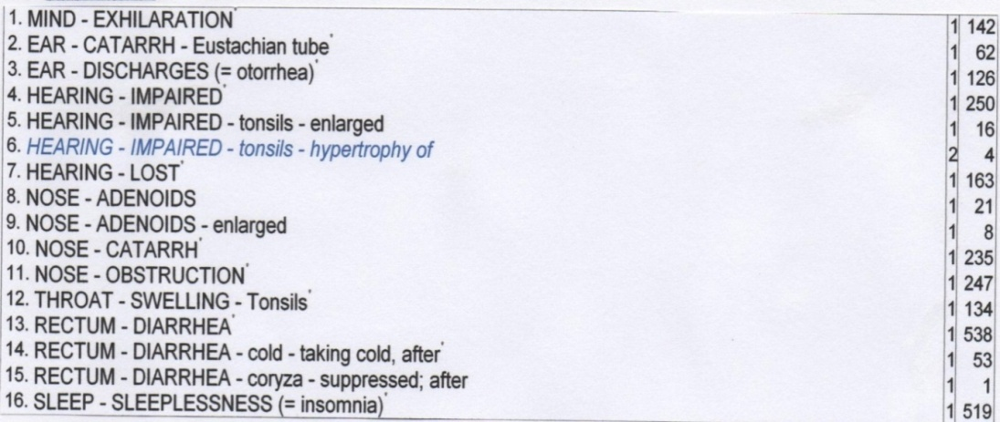 1. MIND - EXHILARATION* 1 142
2. EAR - CATARRH - Eustachian tube* 1 62
3. EAR - DISCHARGES (= otorrhea)* 1 126
4. HEARING - IMPAIRED* 1 250
5. HEARING - IMPAIRED - tonsils - enlarged 1 16
6. HEARING - IMPAIRED - tonsils - hypertrophy of 2 4
7. HEARING - LOST* 1 163
8. NOSE - ADENOIDS 1 21
9. NOSE - ADENOIDS - enlarged 1 8
10. NOSE - CATARRH* 1 235
11. NOSE - OBSTRUCTION* 1 247
12. THROAT - SWELLING - Tonsils* 1 134
13. RECTUM - DIARRHEA* 1 538
14. RECTUM - DIARRHEA - cold - taking cold, after* 1 53
15. RECTUM - DIARRHEA - coryza - suppressed; after 1 1
16. SLEEP - SLEEPLESSNESS (= insomnia)* 1 519